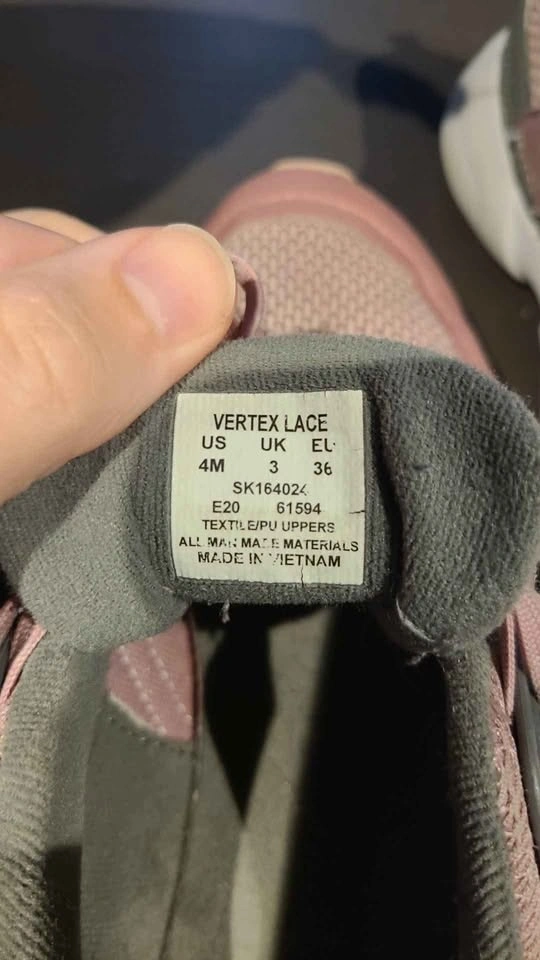 VERTEX LACE
US UK EU
4M 3 36
SK164024
E20 61594
TEXTILE/PU UPPERS
ALL MAN MADE MATERIALS
MADE IN VIETNAM